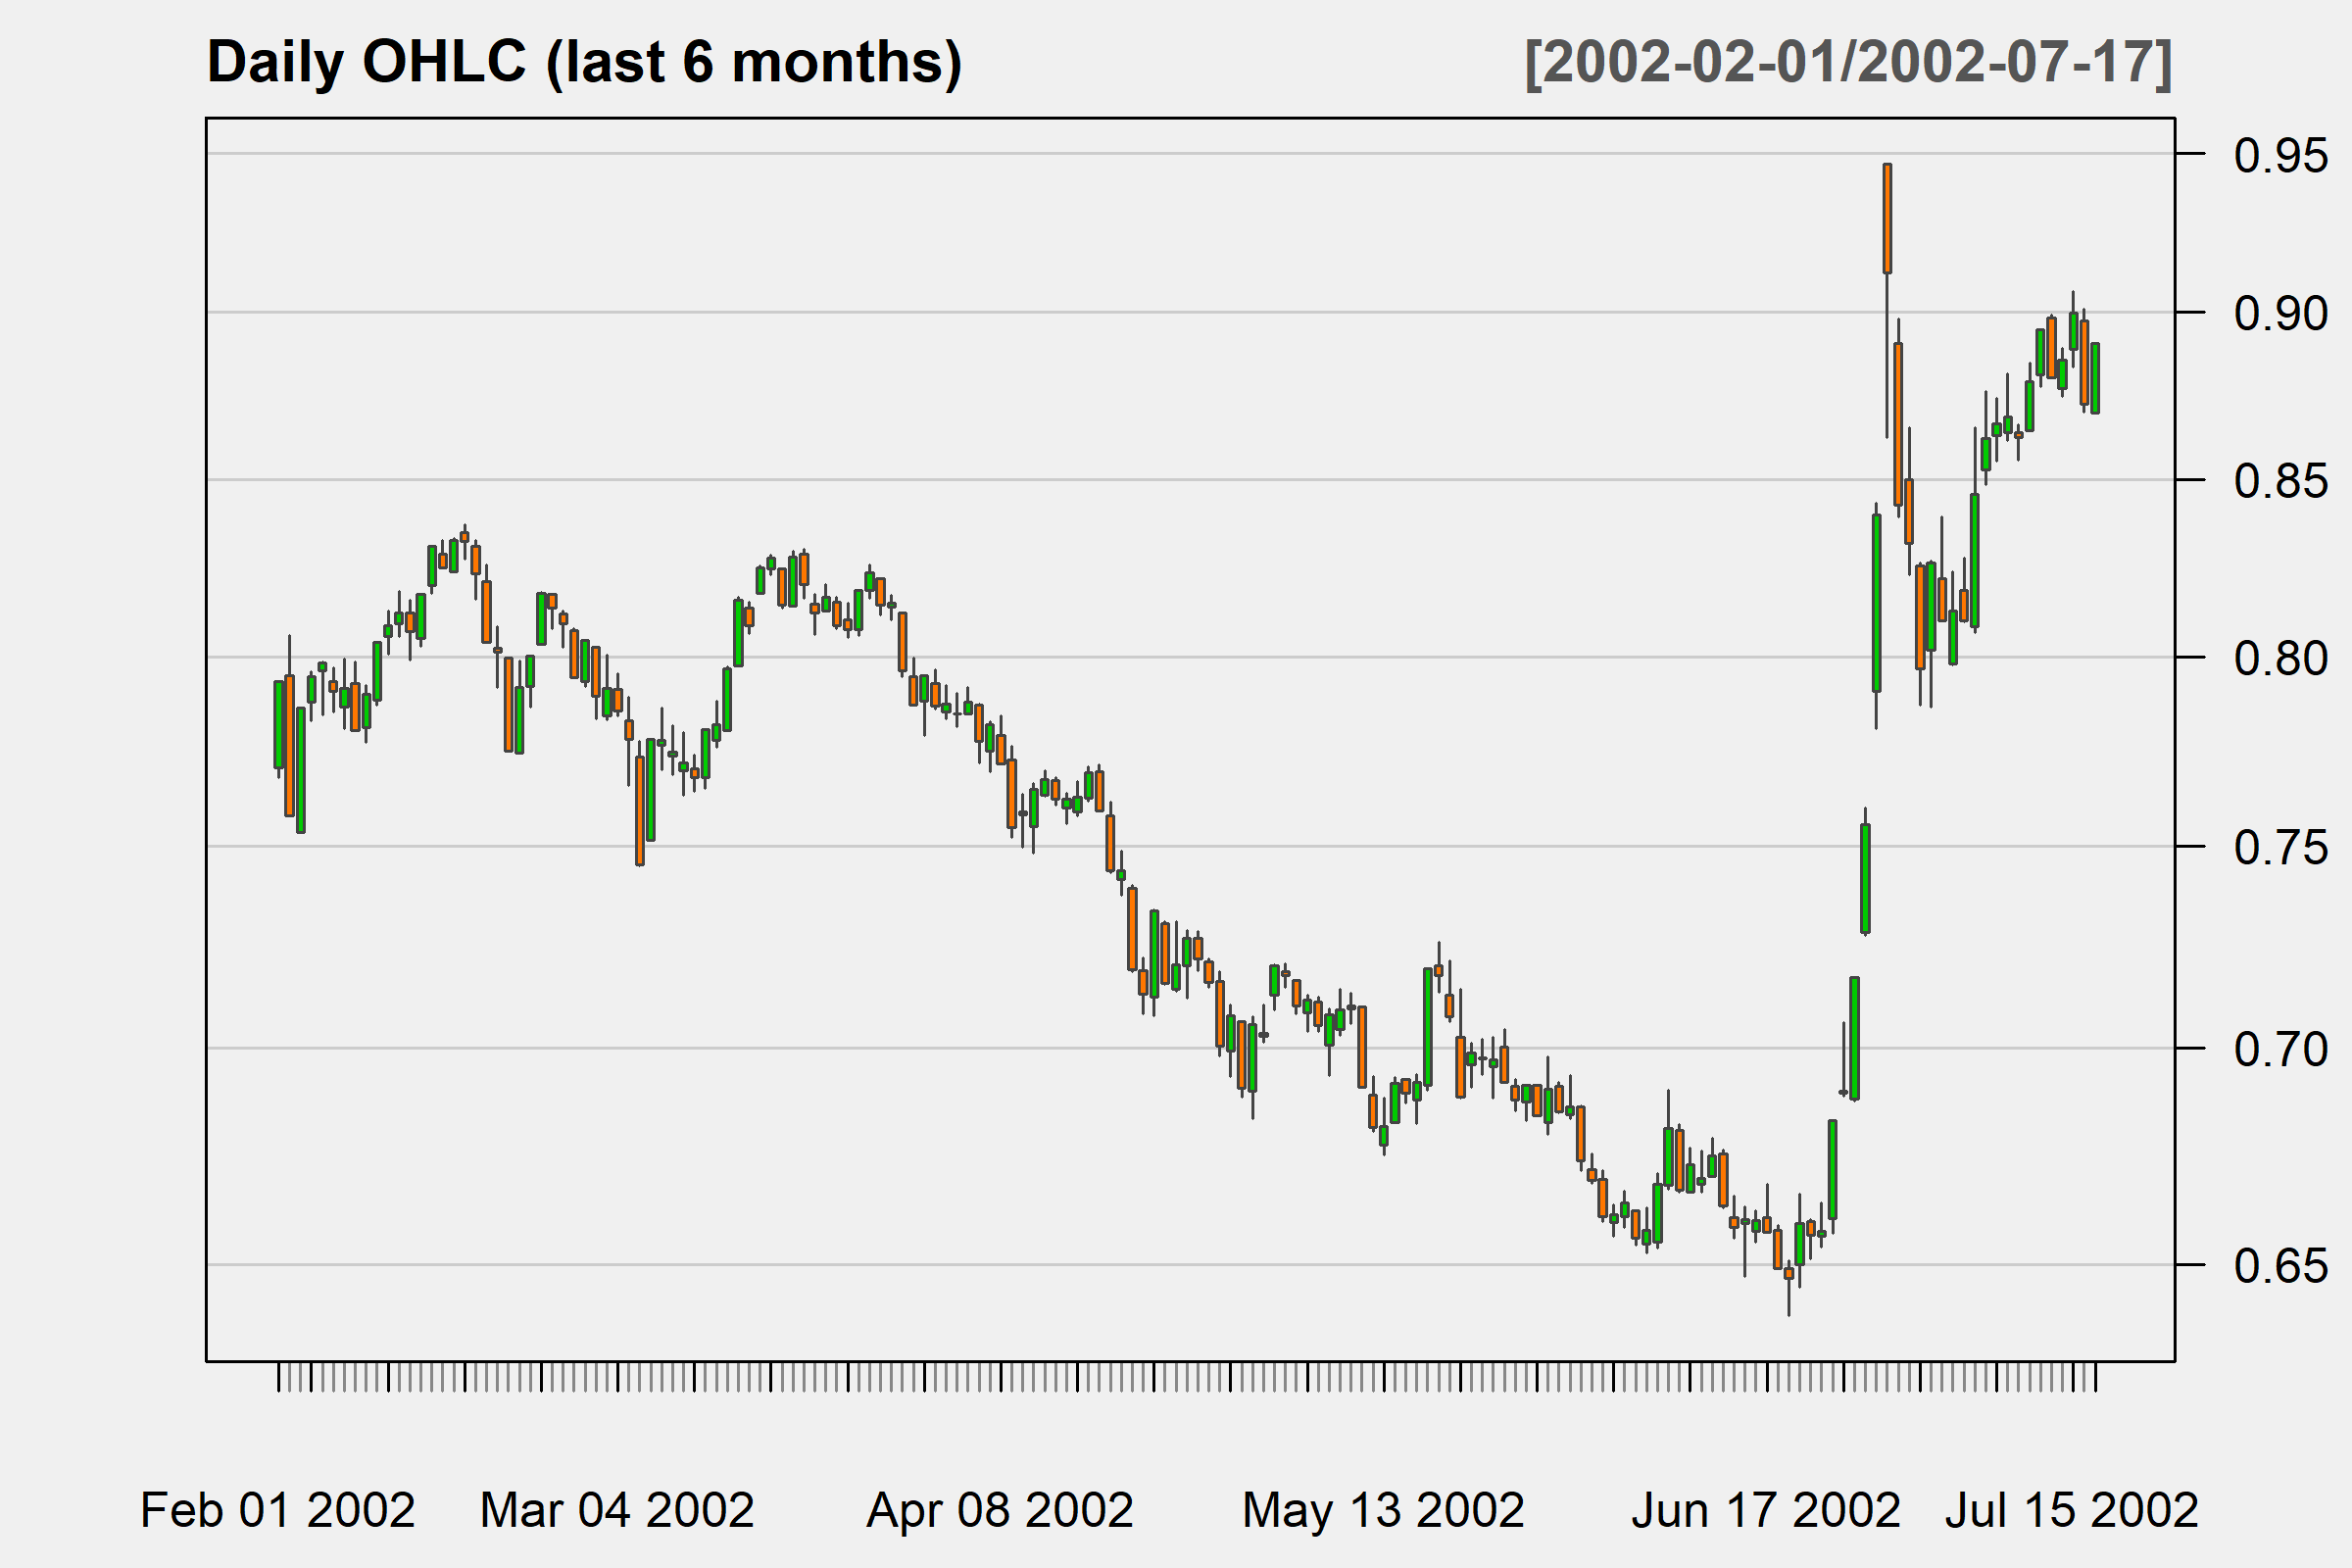 Daily OHLC (last 6 months)
[2002-02-01/2002-07-17]
0.95
0.90
0.85
0.80
0.75
0.70
0.65
Feb 01 2002
Mar 04 2002
Apr 08 2002
May 13 2002
Jun 17 2002
Jul 15 2002